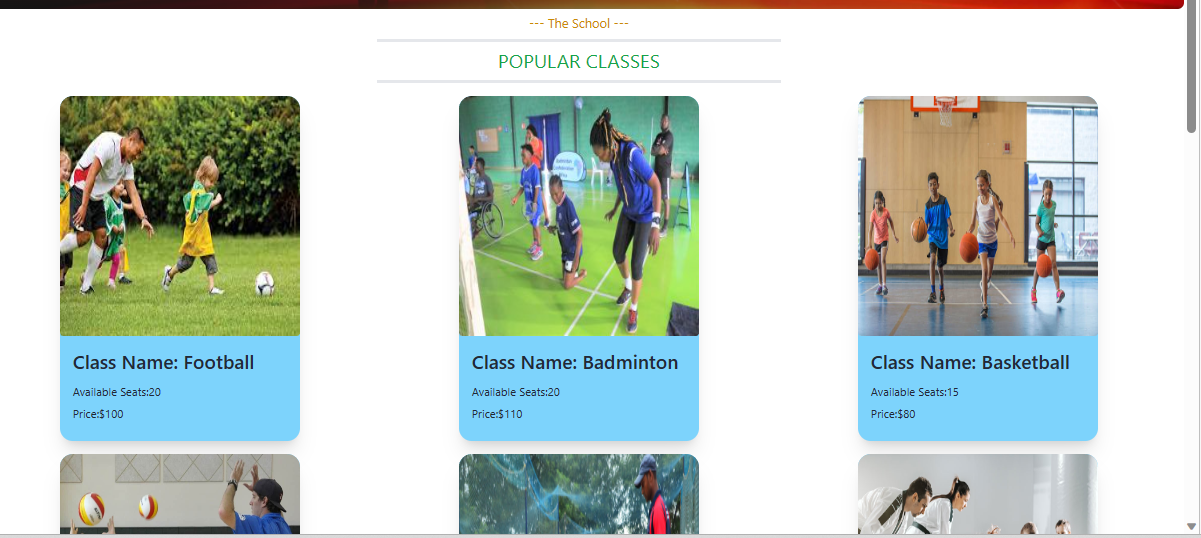 --- The School ---
POPULAR CLASSES
Class Name: Football
Available Seats:20
Price:$100
Class Name: Badminton
Available Seats:20
Price:$110
Class Name: Basketball
Available Seats:15
Price:$80